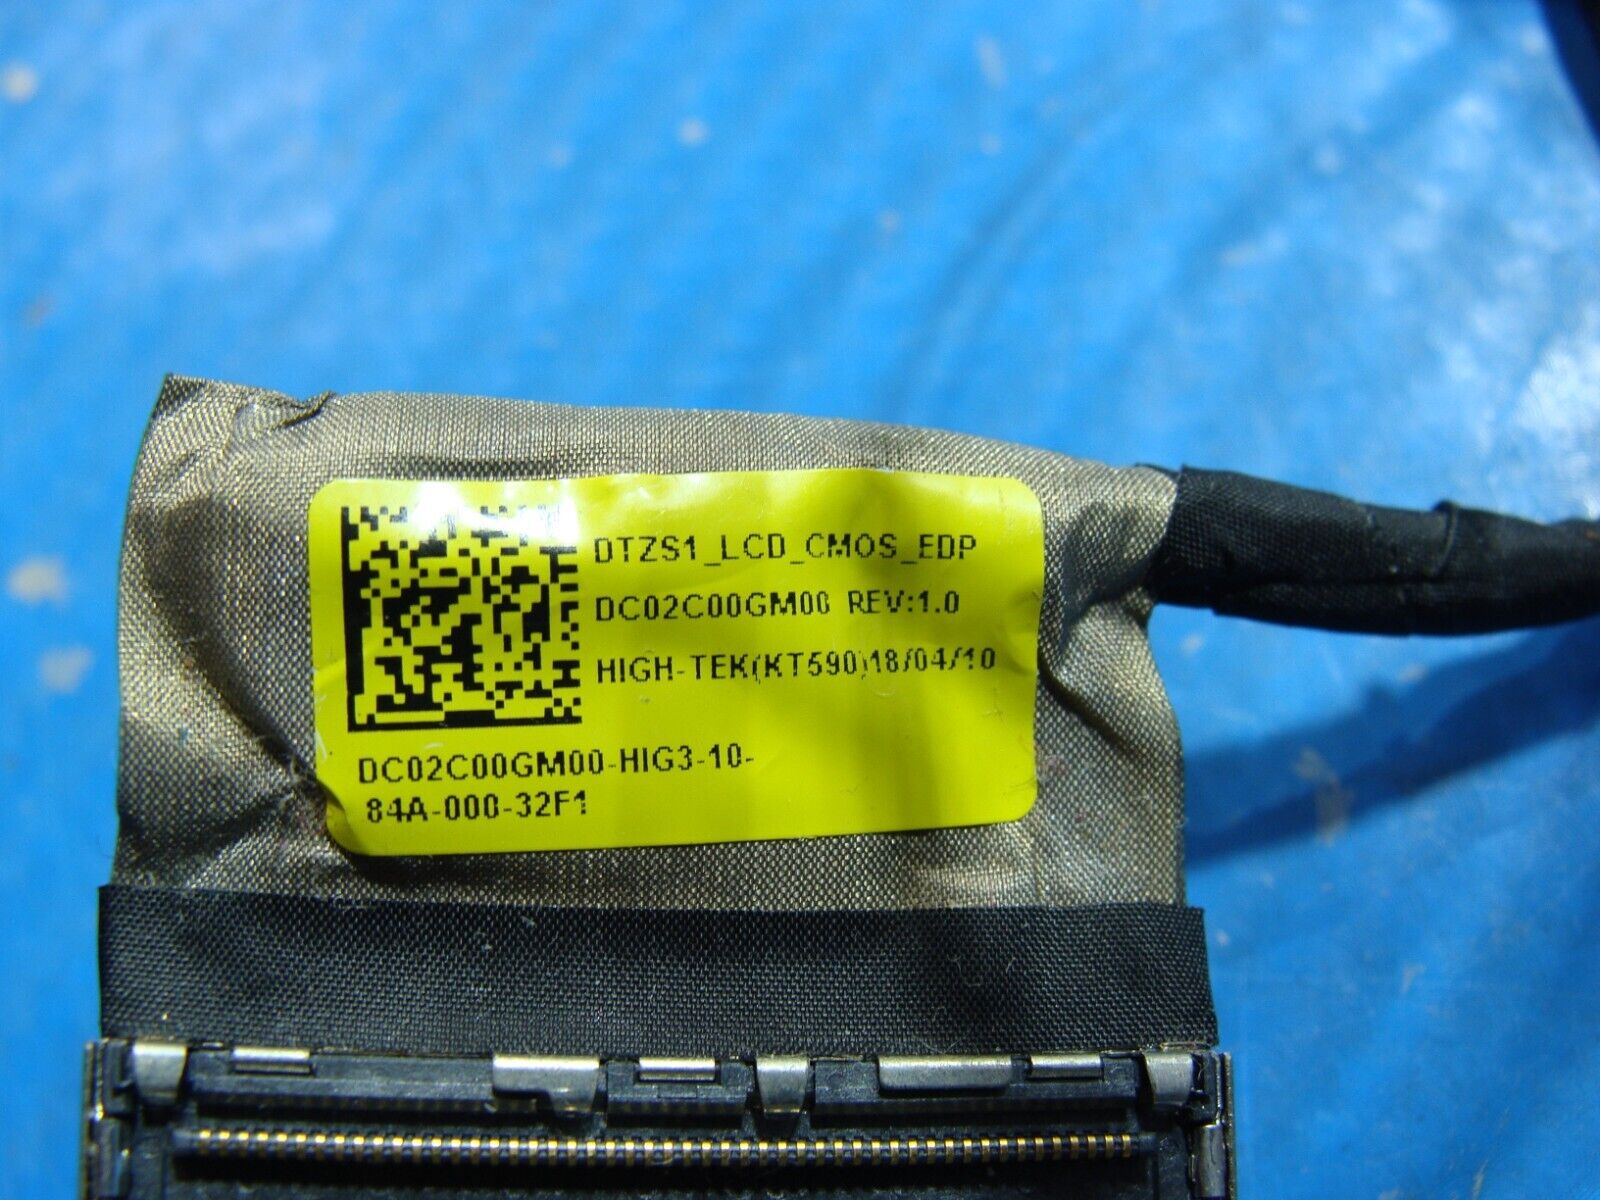 DTZS1_LCD_CMOS_EDP
DC02C00GM00 REV:1.0
HIGH-TEK(KT590)18/04/10
DC02C00GM00-HIG3-10-
84A-000-32F1